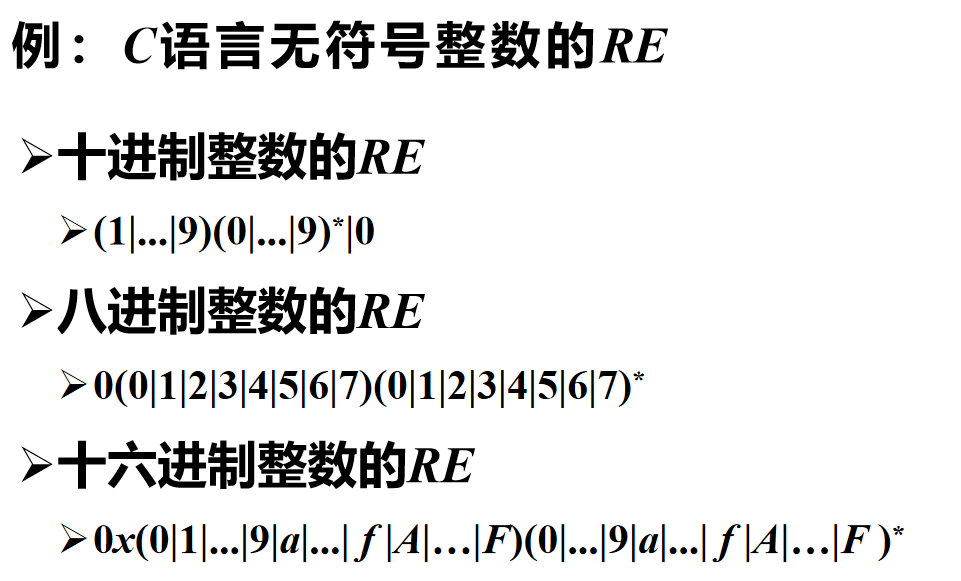 例：C语言无符号整数的RE
➢十进制整数的RE
➢(1|...|9)(0|...|9)*|0
➢八进制整数的RE
➢0(0|1|2|3|4|5|6|7)(0|1|2|3|4|5|6|7)*
➢十六进制整数的RE
➢0x(0|1|...|9|a|...| f |A|…|F)(0|...|9|a|...| f |A|…|F )*